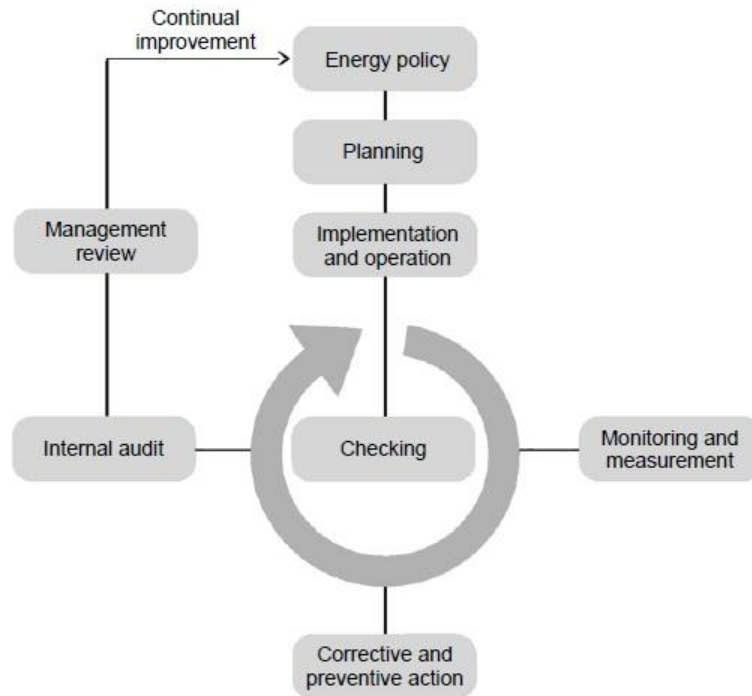 Continual
improvement
Energy policy
Planning
Management
review
Implementation
and operation
Internal audit
Checking
Monitoring and
measurement
Corrective and
preventive action